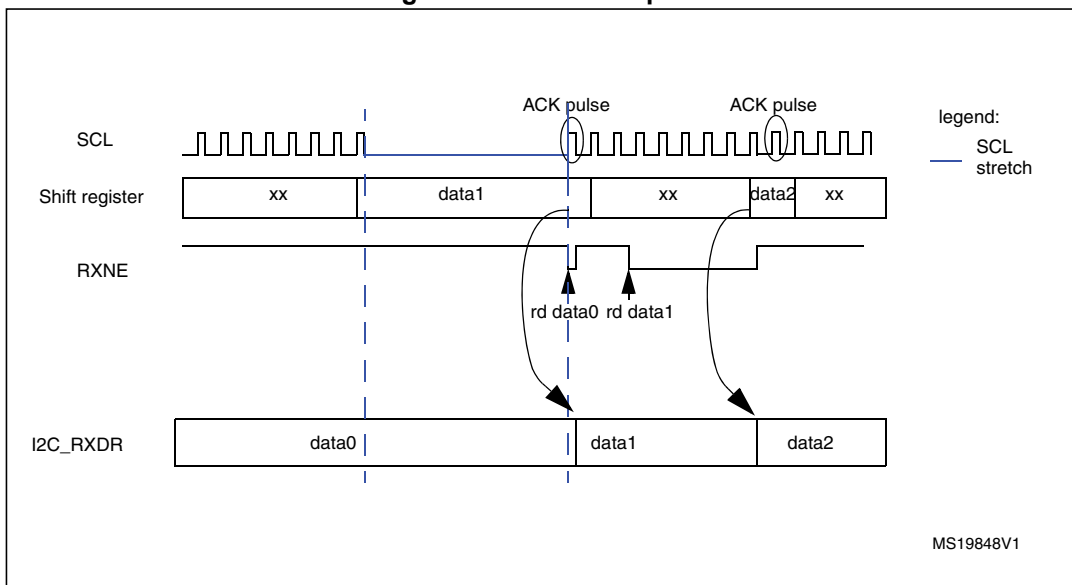 ACK pulse
ACK pulse
legend:
SCL
SCL
stretch
Shift register
xx
data1
xx
data2
xx
RXNE
rd data0
rd data1
I2C_RXDR
data0
data1
data2
MS19848V1